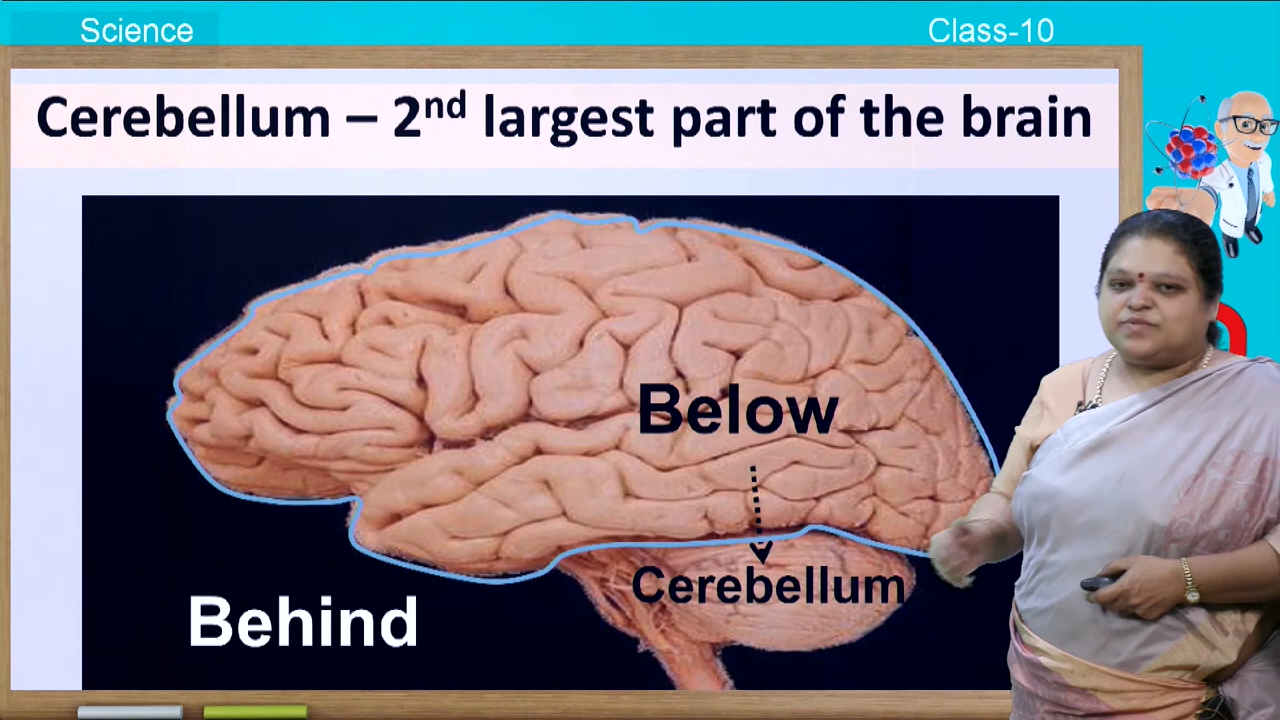 Science
Class-10
Cerebellum – 2nd largest part of the brain
Below
Cerebellum
Behind